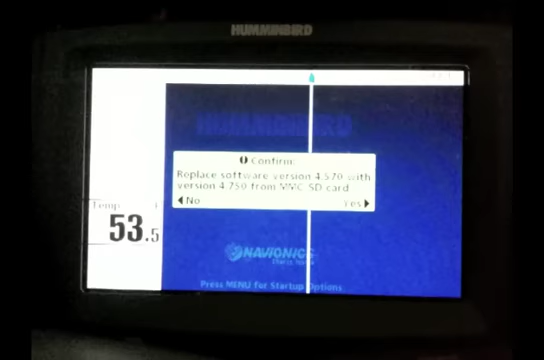 HUMMINBIRD
HUMMINBIRD
Confirm:
Replace software version 4.570 with
version 4.750 from MMC/SD card
No Yes
Temp
53.5
NAVIONICS
Press MENU for Startup Options